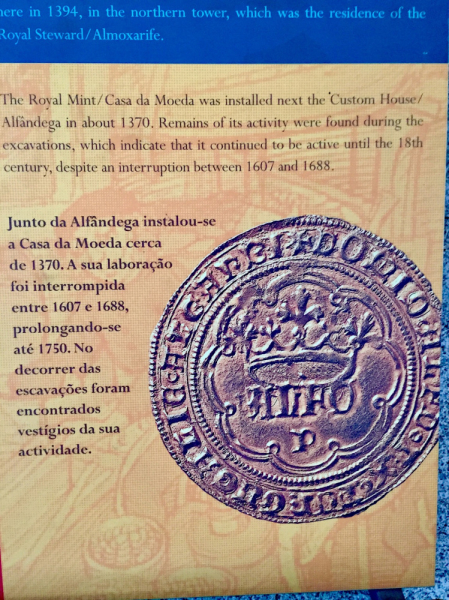 here in 1394, in the northern tower, which was the residence of the
Royal Steward/Almoxarife.
The Royal Mint/Casa da Moeda was installed next the Custom House/
Alfândega in about 1370. Remains of its activity were found during the
excavations, which indicate that it continued to be active until the 18th
century, despite an interruption between 1607 and 1688.
Junto da Alfândega instalou-se
a Casa da Moeda cerca
de 1370. A sua laboração
foi interrompida
entre 1607 e 1688,
prolongando-se
até 1750. No
decorrer das
escavações foram
encontrados
vestígios da sua
actividade.
ALFO
P